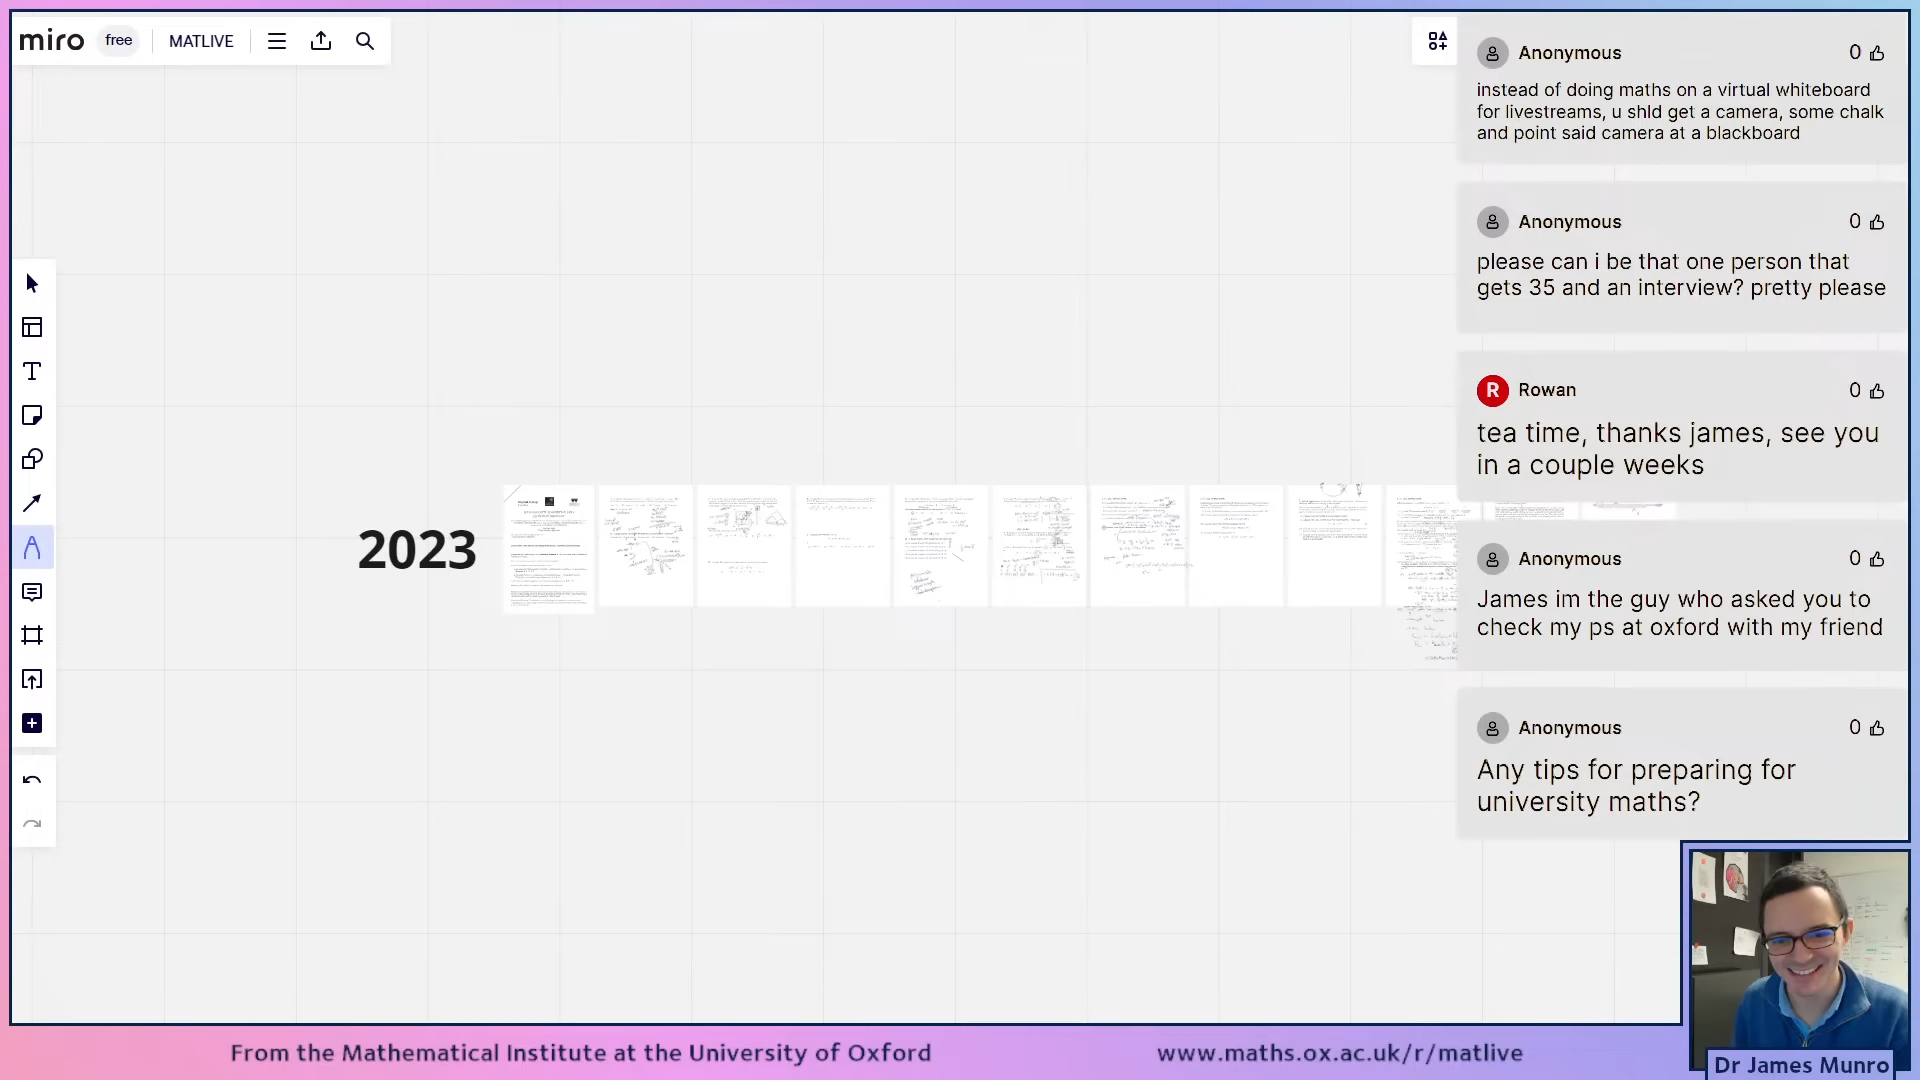 miro free MATLIVE
Anonymous 0
instead of doing maths on a virtual whiteboard
for livestreams, u shld get a camera, some chalk
and point said camera at a blackboard
Anonymous 0
please can i be that one person that
gets 35 and an interview? pretty please
R Rowan 0
tea time, thanks james, see you
in a couple weeks
2023
Anonymous 0
James im the guy who asked you to
check my ps at oxford with my friend
Anonymous 0
Any tips for preparing for
university maths?
From the Mathematical Institute at the University of Oxford
www.maths.ox.ac.uk/r/matlive
Dr James Munro